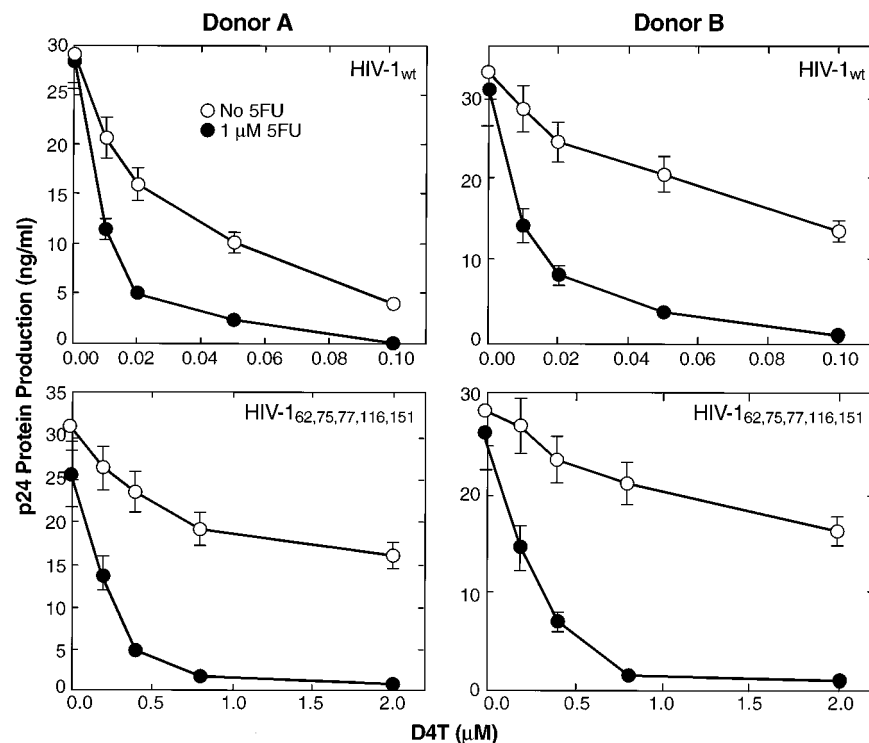 Donor A
Donor B
30
25
20
15
10
5
0
HIV-1wt
No 5FU
1 μM 5FU
0.00 0.02 0.04 0.06 0.08 0.10
30
20
10
0
HIV-1wt
0.00 0.02 0.04 0.06 0.08 0.10
p24 Protein Production (ng/ml)
35
30
25
20
15
10
5
0
HIV-162,75,77,116,151
0.0 0.5 1.0 1.5 2.0
30
20
10
0
HIV-162,75,77,116,151
0.0 0.5 1.0 1.5 2.0
D4T (μM)